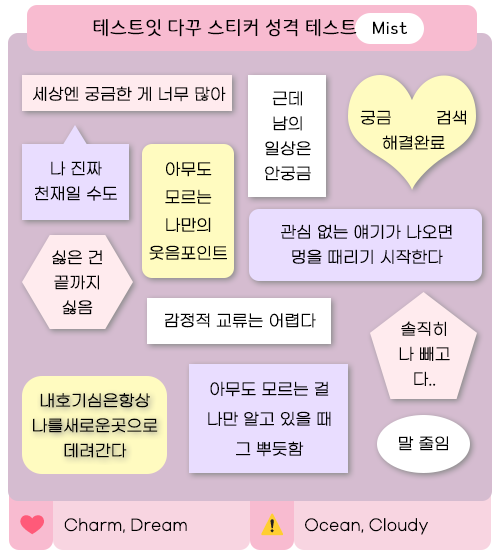 테스트잇 다꾸 스티커 성격 테스트 Mist
세상엔 궁금한 게 너무 많아
근데
남의
일상은
안궁금
궁금 검색
해결완료
나 진짜
천재일 수도
아무도
모르는
나만의
웃음포인트
관심 없는 얘기가 나오면
멍을 때리기 시작한다
싫은 건
끝까지
싫음
감정적 교류는 어렵다
솔직히
나 빼고
다..
내호기심은항상
나를새로운곳으로
데려간다
아무도 모르는 걸
나만 알고 있을 때
그 뿌듯함
말 줄임
Charm, Dream
Ocean, Cloudy